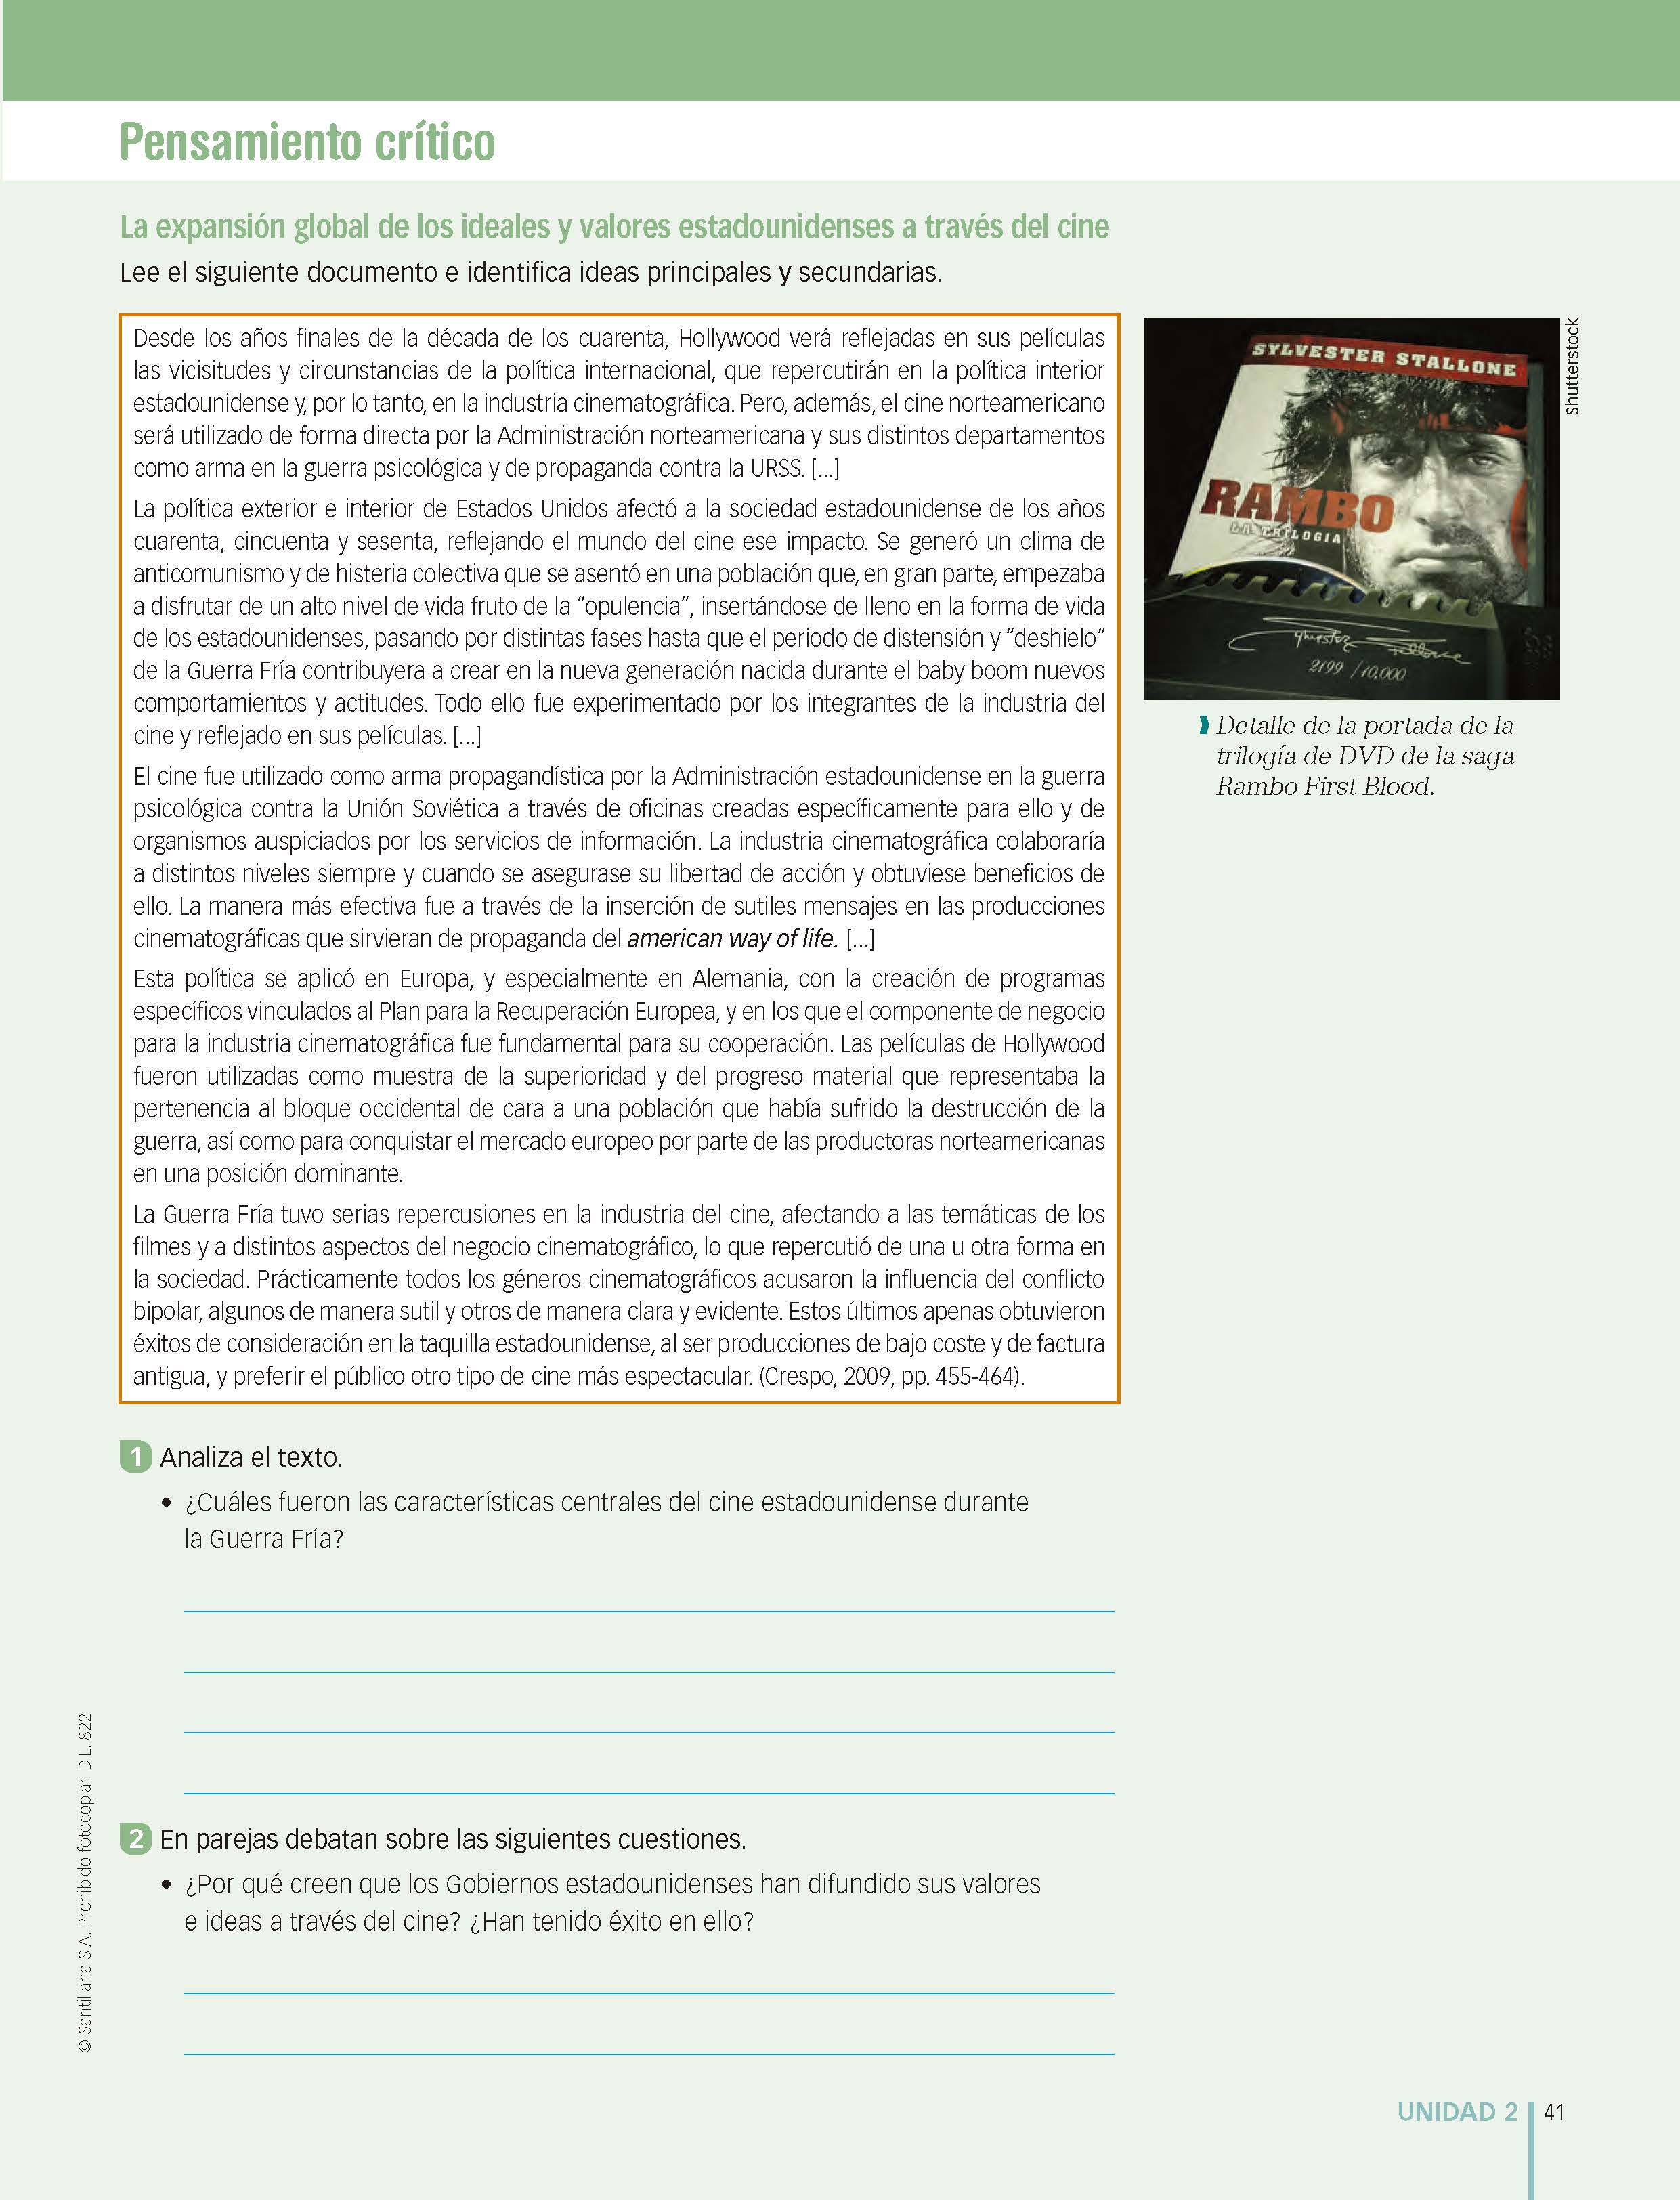 Pensamiento crítico
La expansión global de los ideales y valores estadounidenses a través del cine
Lee el siguiente documento e identifica ideas principales y secundarias.
Desde los años finales de la década de los cuarenta, Hollywood verá reflejadas en sus películas
las vicisitudes y circunstancias de la política internacional, que repercutirán en la política interior
estadounidense y, por lo tanto, en la industria cinematográfica. Pero, además, el cine norteamericano
será utilizado de forma directa por la Administración norteamericana y sus distintos departamentos
como arma en la guerra psicológica y de propaganda contra la URSS. [...]
La política exterior e interior de Estados Unidos afectó a la sociedad estadounidense de los años
cuarenta, cincuenta y sesenta, reflejando el mundo del cine ese impacto. Se generó un clima de
anticomunismo y de histeria colectiva que se asentó en una población que, en gran parte, empezaba
a disfrutar de un alto nivel de vida fruto de la “opulencia”, insertándose de lleno en la forma de vida
de los estadounidenses, pasando por distintas fases hasta que el periodo de distensión y “deshielo”
de la Guerra Fría contribuyera a crear en la nueva generación nacida durante el baby boom nuevos
comportamientos y actitudes. Todo ello fue experimentado por los integrantes de la industria del
cine y reflejado en sus películas. [...]
El cine fue utilizado como arma propagandística por la Administración estadounidense en la guerra
psicológica contra la Unión Soviética a través de oficinas creadas específicamente para ello y de
organismos auspiciados por los servicios de información. La industria cinematográfica colaboraría
a distintos niveles siempre y cuando se asegurase su libertad de acción y obtuviese beneficios de
ello. La manera más efectiva fue a través de la inserción de sutiles mensajes en las producciones
cinematográficas que sirvieran de propaganda del american way of life. [...]
Esta política se aplicó en Europa, y especialmente en Alemania, con la creación de programas
específicos vinculados al Plan para la Recuperación Europea, y en los que el componente de negocio
para la industria cinematográfica fue fundamental para su cooperación. Las películas de Hollywood
fueron utilizadas como muestra de la superioridad y del progreso material que representaba la
pertenencia al bloque occidental de cara a una población que había sufrido la destrucción de la
guerra, así como para conquistar el mercado europeo por parte de las productoras norteamericanas
en una posición dominante.
La Guerra Fría tuvo serias repercusiones en la industria del cine, afectando a las temáticas de los
filmes y a distintos aspectos del negocio cinematográfico, lo que repercutió de una u otra forma en
la sociedad. Prácticamente todos los géneros cinematográficos acusaron la influencia del conflicto
bipolar, algunos de manera sutil y otros de manera clara y evidente. Estos últimos apenas obtuvieron
éxitos de consideración en la taquilla estadounidense, al ser producciones de bajo coste y de factura
antigua, y preferir el público otro tipo de cine más espectacular. (Crespo, 2009, pp. 455-464).
SYLVESTER STALLONE
RAMBO
LA TRILOGIA
Sylvester Stallone
2199 / 10,000
Shutterstock
Detalle de la portada de la
trilogía de DVD de la saga
Rambo First Blood.
1 Analiza el texto.
• ¿Cuáles fueron las características centrales del cine estadounidense durante
la Guerra Fría?
2 En parejas debatan sobre las siguientes cuestiones.
• ¿Por qué creen que los Gobiernos estadounidenses han difundido sus valores
e ideas a través del cine? ¿Han tenido éxito en ello?
© Santillana S.A. Prohibido fotocopiar. D.L. 822
UNIDAD 2 41